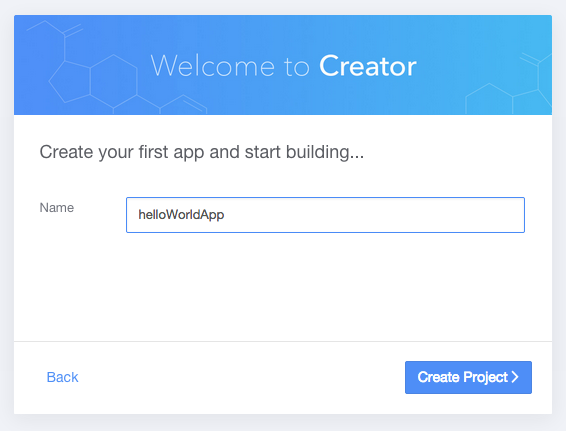 Welcome to Creator
Create your first app and start building...
Name
helloWorldApp
Back
Create Project